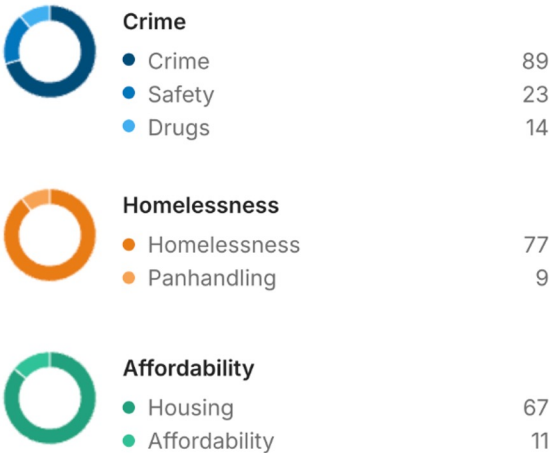 Crime
Crime 89
Safety 23
Drugs 14
Homelessness
Homelessness 77
Panhandling 9
Affordability
Housing 67
Affordability 11